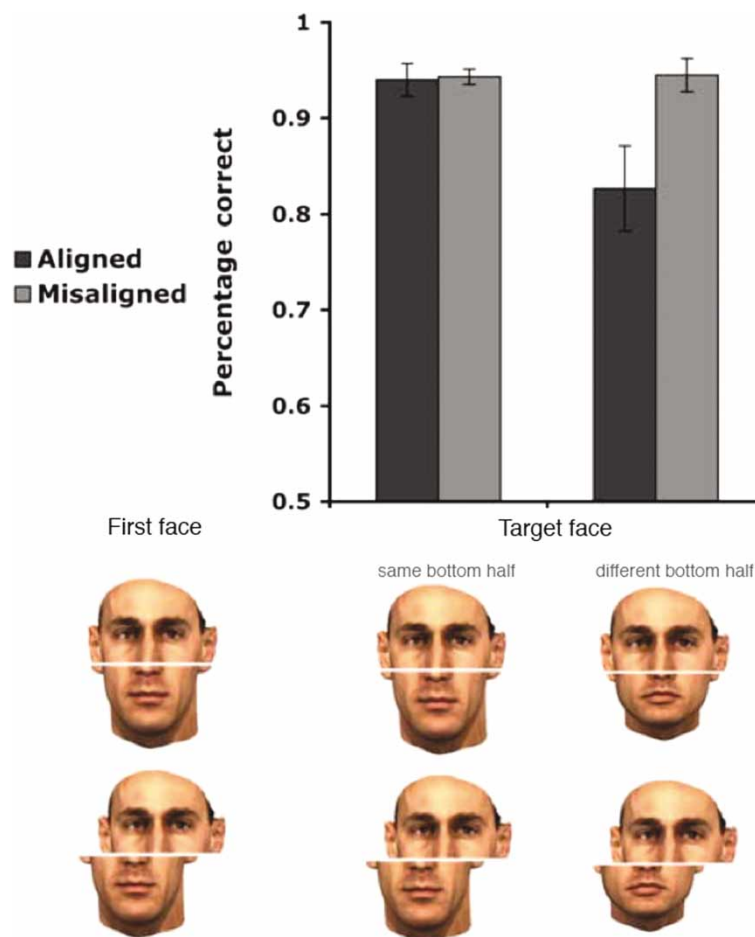 1
0.9
0.8
0.7
0.6
0.5
Percentage correct
Aligned
Misaligned
First face
Target face
same bottom half
different bottom half